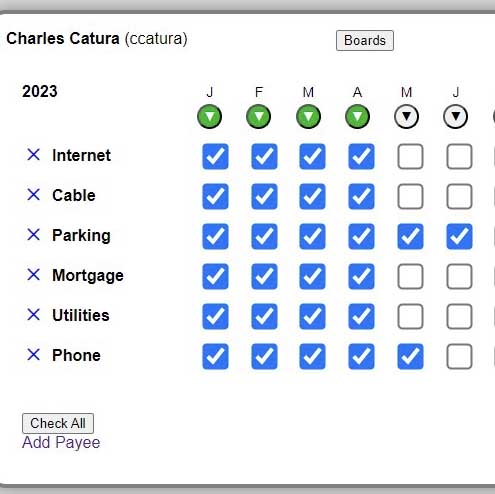 Charles Catura (ccatura) Boards
2023 J F M A M J
Internet
Cable
Parking
Mortgage
Utilities
Phone
Check All
Add Payee